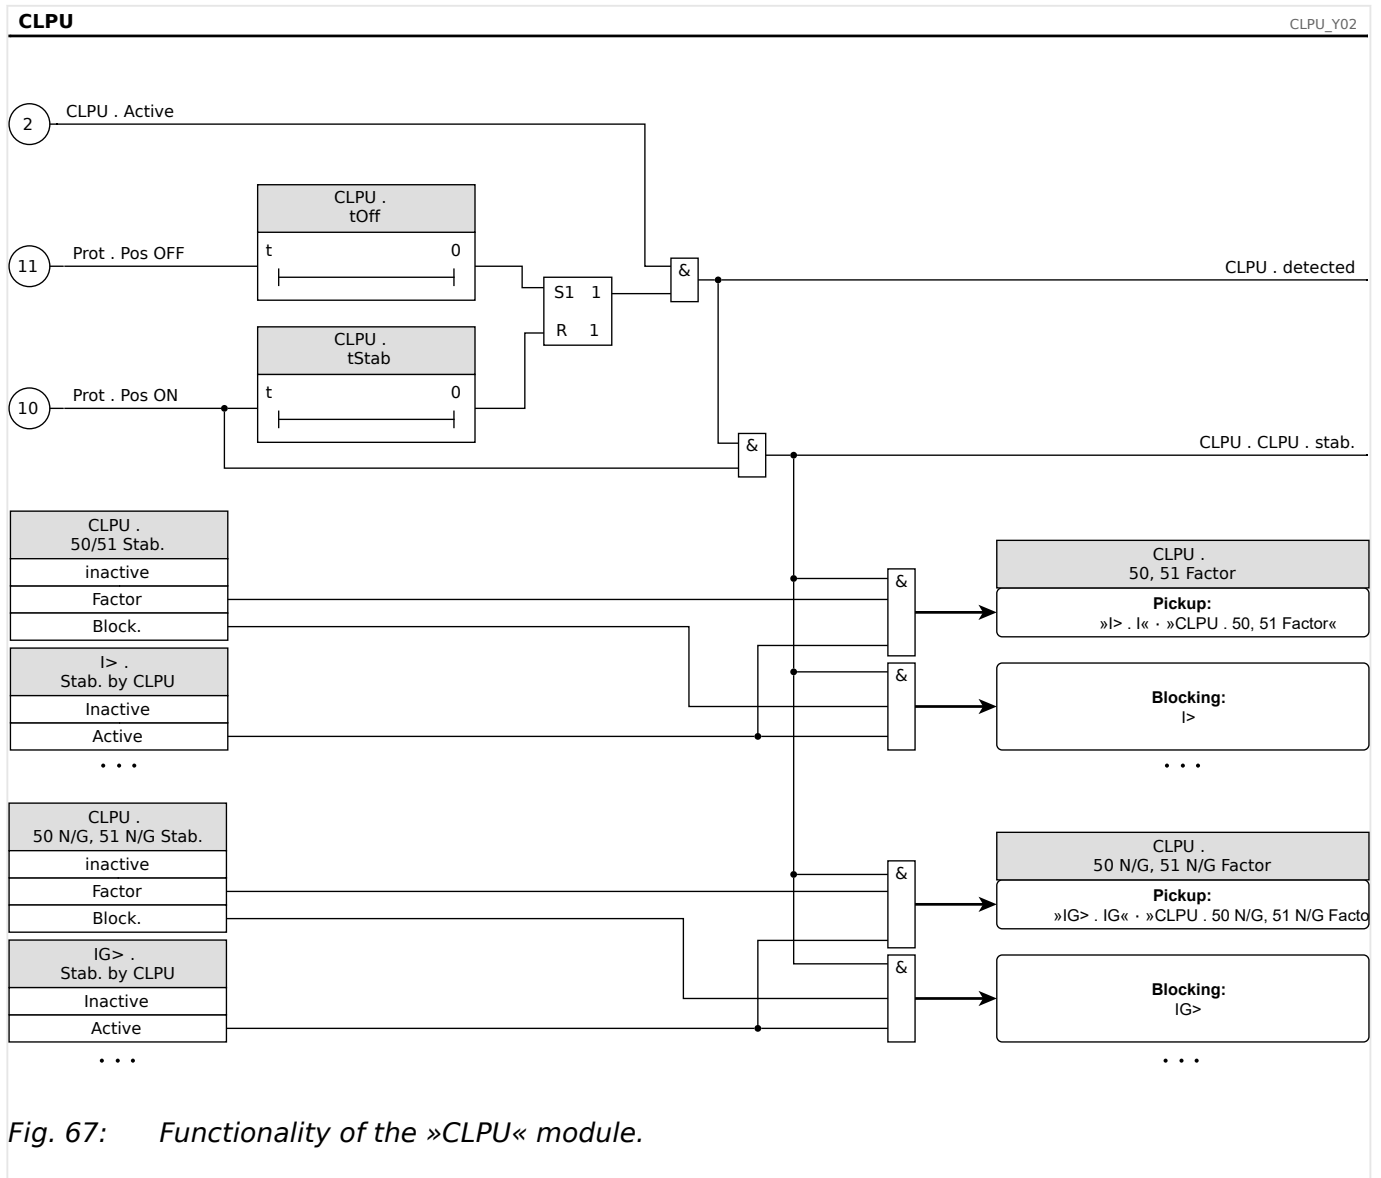 CLPU
CLPU_Y02
2
CLPU . Active
CLPU .
tOff
11
Prot . Pos OFF
t 0
&
CLPU . detected
S1 1
R 1
CLPU .
tStab
10
Prot . Pos ON
t 0
&
CLPU . CLPU . stab.
CLPU .
50/51 Stab.
inactive
Factor
Block.
&
CLPU .
50, 51 Factor
Pickup:
»I> . I« · »CLPU . 50, 51 Factor«
I> .
Stab. by CLPU
Inactive
Active
. . .
&
Blocking:
I>
. . .
CLPU .
50 N/G, 51 N/G Stab.
inactive
Factor
Block.
&
CLPU .
50 N/G, 51 N/G Factor
Pickup:
»IG> . IG« · »CLPU . 50 N/G, 51 N/G Facto
IG> .
Stab. by CLPU
Inactive
Active
. . .
&
Blocking:
IG>
. . .
Fig. 67: Functionality of the »CLPU« module.